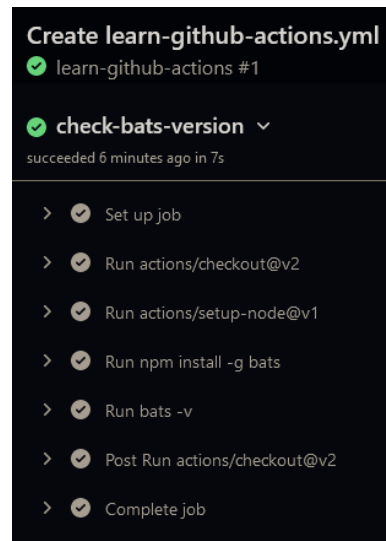 Create learn-github-actions.yml
learn-github-actions #1
check-bats-version
succeeded 6 minutes ago in 7s
Set up job
Run actions/checkout@v2
Run actions/setup-node@v1
Run npm install -g bats
Run bats -v
Post Run actions/checkout@v2
Complete job